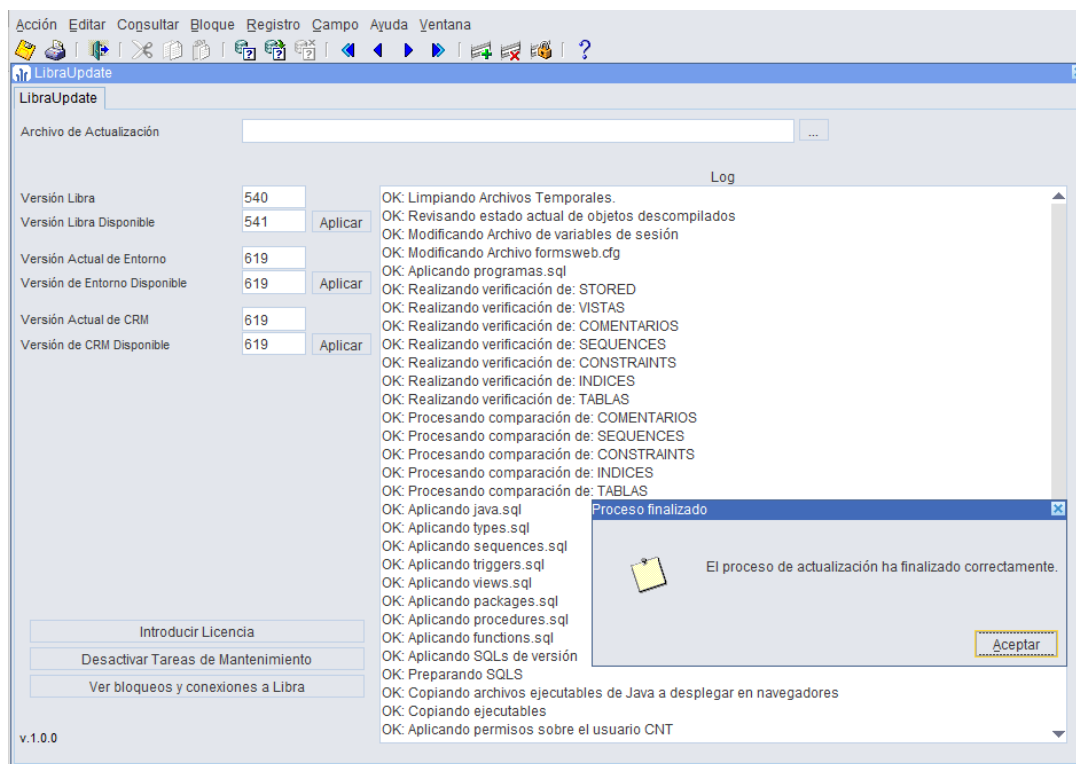 Acción Editar Consultar Bloque Registro Campo Ayuda Ventana
LibraUpdate
LibraUpdate
Archivo de Actualización
...
Log
Versión Libra 540
Versión Libra Disponible 541 Aplicar
Versión Actual de Entorno 619
Versión de Entorno Disponible 619 Aplicar
Versión Actual de CRM 619
Versión de CRM Disponible 619 Aplicar
OK: Limpiando Archivos Temporales.
OK: Revisando estado actual de objetos descompilados
OK: Modificando Archivo de variables de sesión
OK: Modificando Archivo formsweb.cfg
OK: Aplicando programas.sql
OK: Realizando verificación de: STORED
OK: Realizando verificación de: VISTAS
OK: Realizando verificación de: COMENTARIOS
OK: Realizando verificación de: SEQUENCES
OK: Realizando verificación de: CONSTRAINTS
OK: Realizando verificación de: INDICES
OK: Realizando verificación de: TABLAS
OK: Procesando comparación de: COMENTARIOS
OK: Procesando comparación de: SEQUENCES
OK: Procesando comparación de: CONSTRAINTS
OK: Procesando comparación de: INDICES
OK: Procesando comparación de: TABLAS
OK: Aplicando java.sql
OK: Aplicando types.sql
OK: Aplicando sequences.sql
OK: Aplicando triggers.sql
OK: Aplicando views.sql
OK: Aplicando packages.sql
OK: Aplicando procedures.sql
OK: Aplicando functions.sql
OK: Aplicando SQLs de versión
OK: Preparando SQLS
OK: Copiando archivos ejecutables de Java a desplegar en navegadores
OK: Copiando ejecutables
OK: Aplicando permisos sobre el usuario CNT
Proceso finalizado
El proceso de actualización ha finalizado correctamente.
Aceptar
Introducir Licencia
Desactivar Tareas de Mantenimiento
Ver bloqueos y conexiones a Libra
v.1.0.0